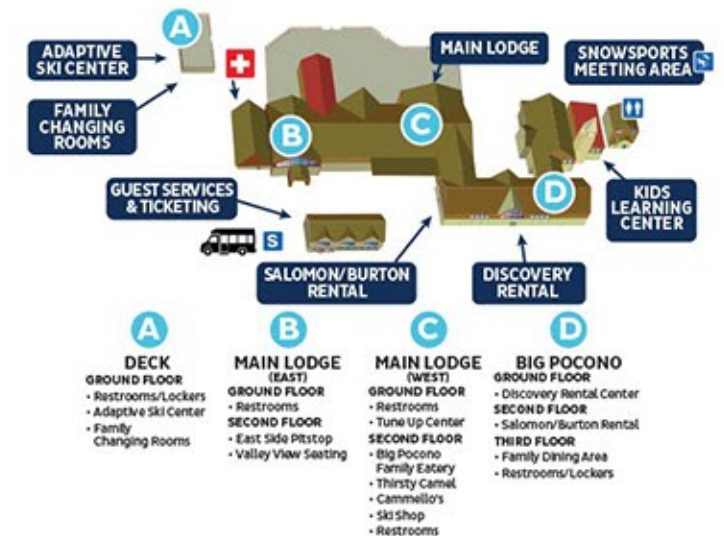 A
ADAPTIVE
SKI CENTER
MAIN LODGE
SNOWSPORTS
MEETING AREA
FAMILY
CHANGING
ROOMS
B
C
D
GUEST SERVICES
& TICKETING
S
KIDS
LEARNING
CENTER
SALOMON/BURTON
RENTAL
DISCOVERY
RENTAL
A
DECK
GROUND FLOOR
• Restrooms/Lockers
• Adaptive Ski Center
• Family
Changing Rooms
B
MAIN LODGE
(EAST)
GROUND FLOOR
• Restrooms
SECOND FLOOR
• East Side Pitstop
• Valley View Seating
C
MAIN LODGE
(WEST)
GROUND FLOOR
• Restrooms
• Tune Up Center
SECOND FLOOR
• Big Pocono
Family Eatery
• Thirsty Camel
• Cammello's
• Ski Shop
• Restrooms
D
BIG POCONO
GROUND FLOOR
• Discovery Rental Center
SECOND FLOOR
• Salomon/Burton Rental
THIRD FLOOR
• Family Dining Area
• Restrooms/Lockers